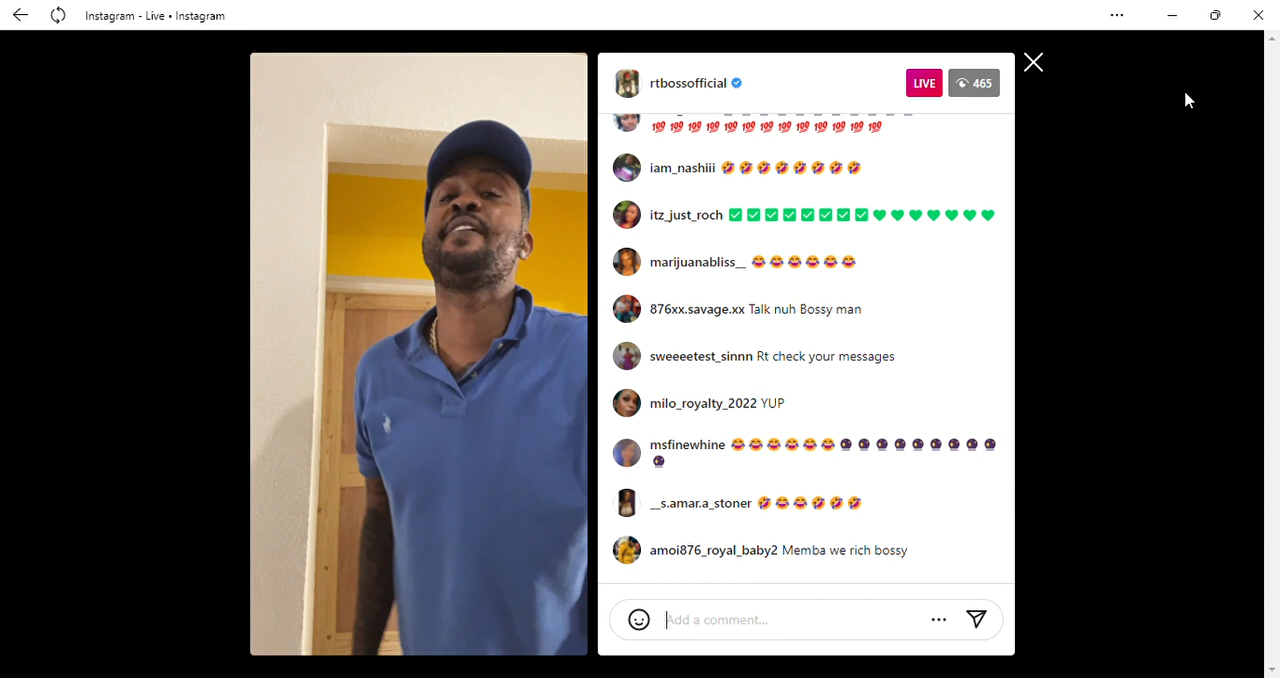 Instagram - Live • Instagram
rtbossofficial
LIVE
465
💯💯💯💯💯💯💯💯💯💯💯💯💯
iam_nashiii 🤣🤣🤣🤣🤣🤣🤣🤣
itz_just_roch ✅✅✅✅✅✅✅✅💚💚💚💚💚💚💚
marijuanabliss__ 😂😂😂😂😂😂
876xx.savage.xx Talk nuh Bossy man
sweeeetest_sinnn Rt check your messages
milo_royalty_2022 YUP
msfinewhine 😂😂😂😂😂😂🔮🔮🔮🔮🔮🔮🔮🔮🔮
🔮
__s.amar.a_stoner 🤣😂😂🤣🤣🤣
amoi876_royal_baby2 Memba we rich bossy
Add a comment...